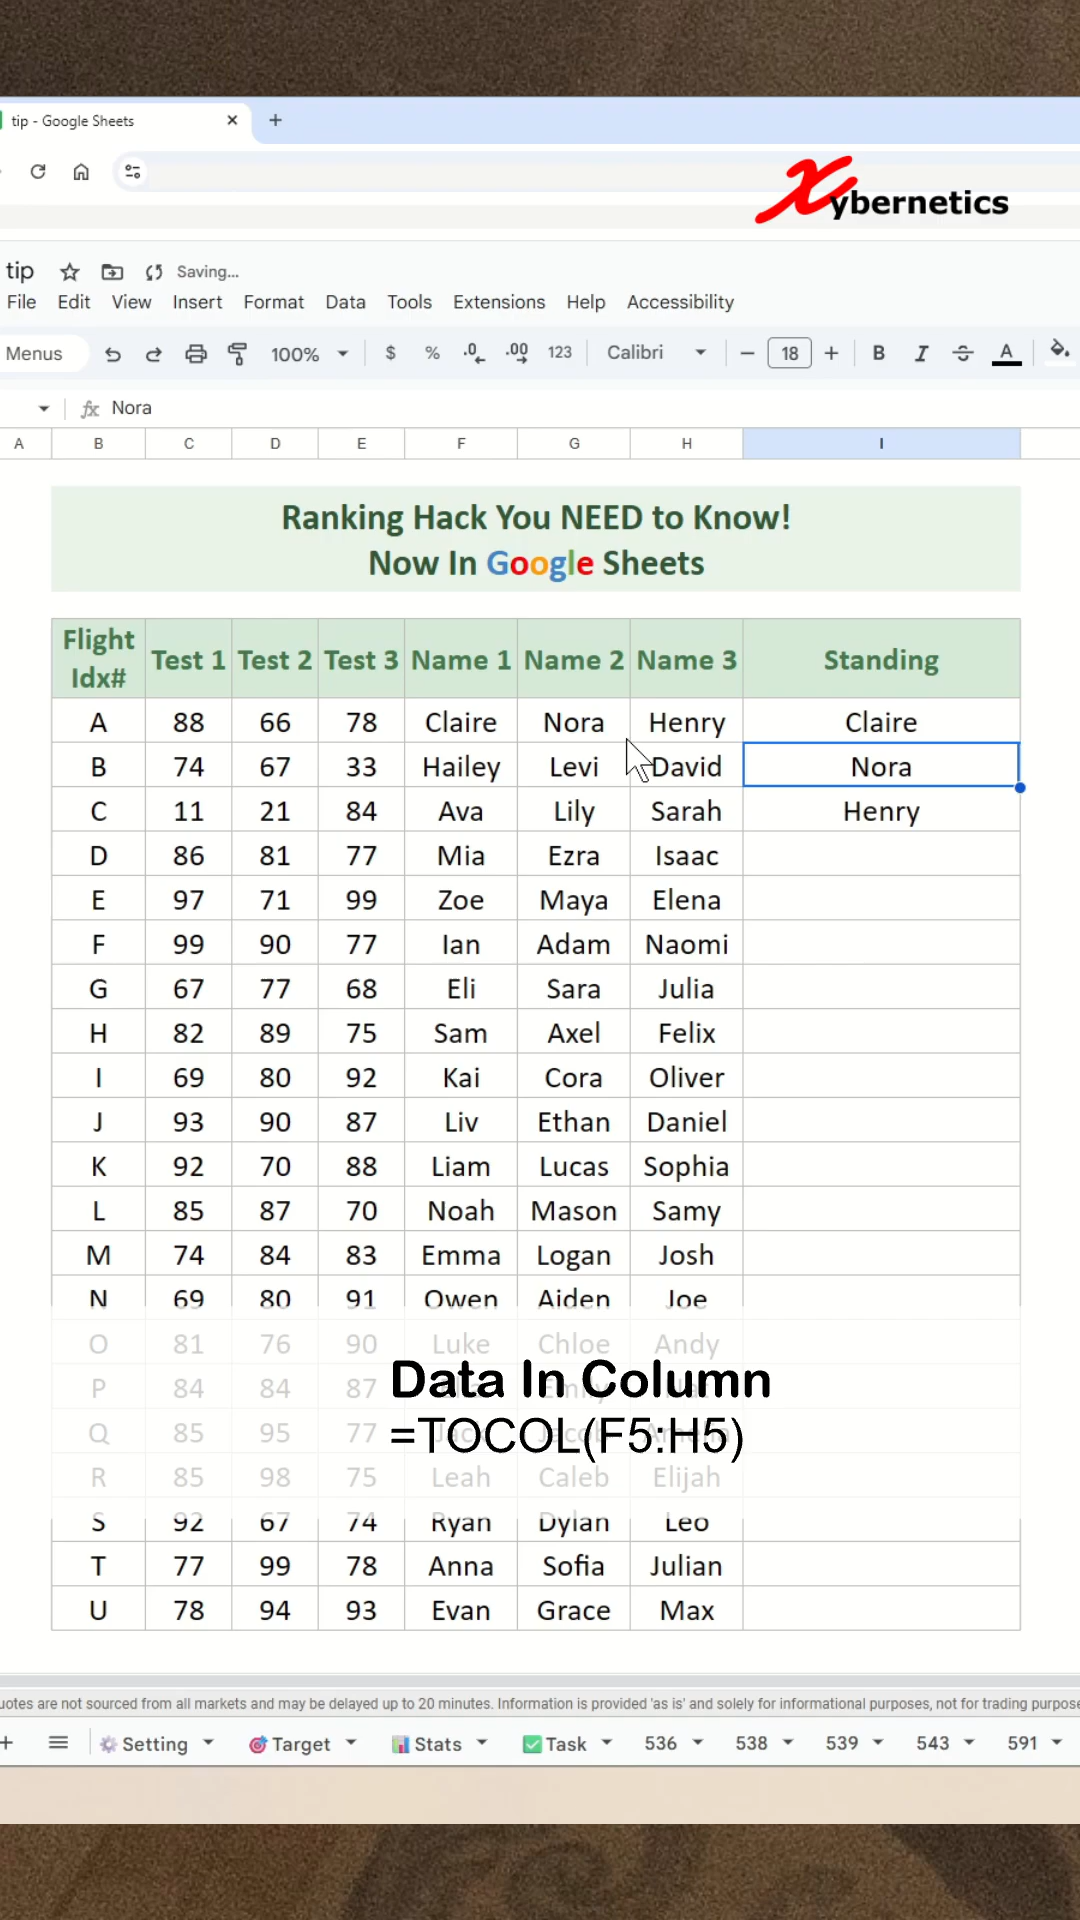 tip - Google Sheets
Xybernetics
tip Saving...
File Edit View Insert Format Data Tools Extensions Help Accessibility
Menus 100% $ % .0 .00 123 Calibri 18 B I A
fx Nora
A B C D E F G H I
Ranking Hack You NEED to Know!
Now In Google Sheets
Flight Idx# Test 1 Test 2 Test 3 Name 1 Name 2 Name 3 Standing
A 88 66 78 Claire Nora Henry Claire
B 74 67 33 Hailey Levi David Nora
C 11 21 84 Ava Lily Sarah Henry
D 86 81 77 Mia Ezra Isaac
E 97 71 99 Zoe Maya Elena
F 99 90 77 Ian Adam Naomi
G 67 77 68 Eli Sara Julia
H 82 89 75 Sam Axel Felix
I 69 80 92 Kai Cora Oliver
J 93 90 87 Liv Ethan Daniel
K 92 70 88 Liam Lucas Sophia
L 85 87 70 Noah Mason Samy
M 74 84 83 Emma Logan Josh
N 69 80 91 Owen Aiden Joe
O 81 76 90 Luke Chloe Andy
P 84 84 87
Data In Column
Q 85 95 77
=TOCOL(F5:H5)
R 85 98 75 Leah Caleb Elijah
S 92 67 74 Ryan Dylan Leo
T 77 99 78 Anna Sofia Julian
U 78 94 93 Evan Grace Max
uotes are not sourced from all markets and may be delayed up to 20 minutes. Information is provided 'as is' and solely for informational purposes, not for trading purpose
Setting Target Stats Task 536 538 539 543 591